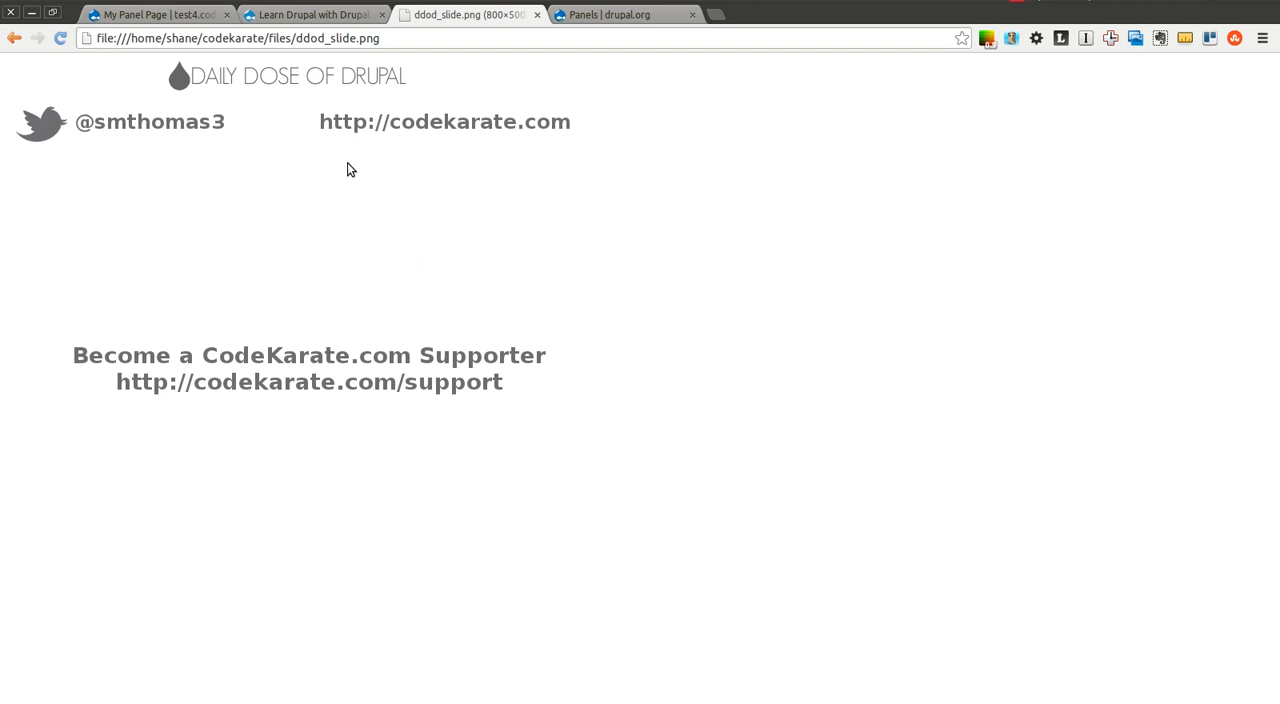 My Panel Page | test4.cod
Learn Drupal with Drupal
ddod_slide.png (800×500
Panels | drupal.org
file:///home/shane/codekarate/files/ddod_slide.png
DAILY DOSE OF DRUPAL
@smthomas3
http://codekarate.com
Become a CodeKarate.com Supporter
http://codekarate.com/support